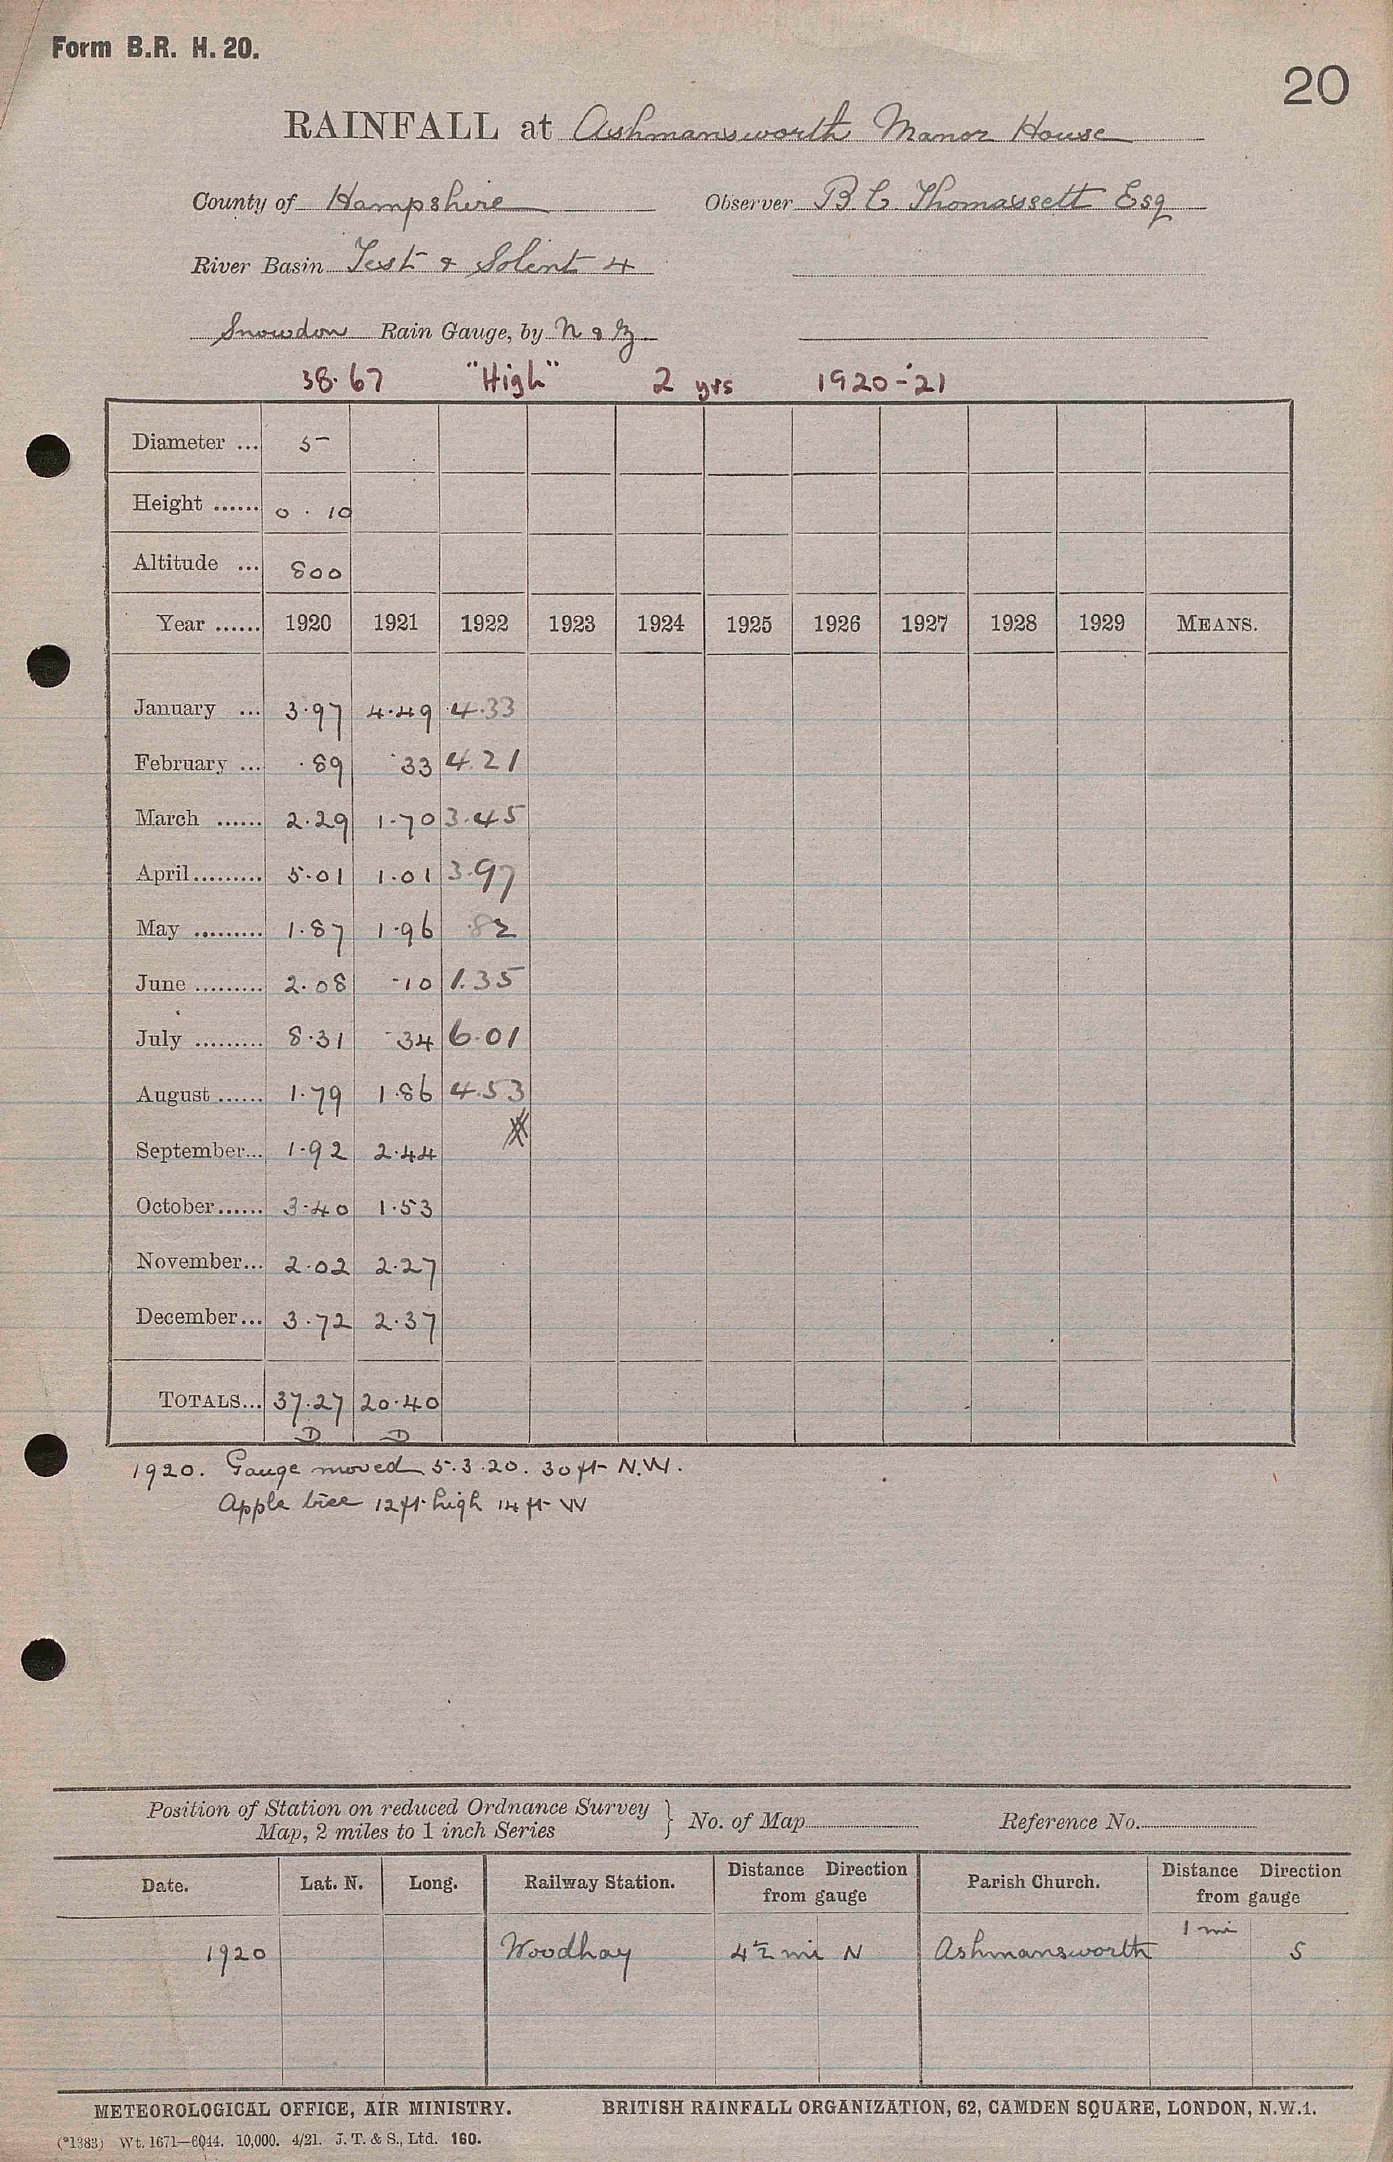 Form B.R. H. 20.
20
RAINFALL at Ashmansworth Manor House
County of Hampshire Observer B. C. Thomassett Esq
River Basin Test & Solent 4
Snowdon Rain Gauge, by N & Z
38.67 "High" 2 yrs 1920-'21
Diameter ... 5
Height ...... 0 . 10
Altitude ... 800
Year ...... 1920 1921 1922 1923 1924 1925 1926 1927 1928 1929 MEANS.
January ... 3.97 4.49 4.33
February ... .89 .33 4.21
March ...... 2.29 1.70 3.45
April......... 5.01 1.01 3.97
May ......... 1.87 1.96 .82
June ......... 2.08 .10 1.35
July ......... 8.31 .34 6.01
August ...... 1.79 1.86 4.53
September... 1.92 2.44
October...... 3.40 1.53
November... 2.02 2.27
December... 3.72 2.37
TOTALS... 37.27 20.40
D D
1920. Gauge moved 5.3.20. 30 ft N.W.
Apple tree 12 ft high 14 ft W
Position of Station on reduced Ordnance Survey
Map, 2 miles to 1 inch Series } No. of Map Reference No.
Date. Lat. N. Long. Railway Station. Distance Direction from gauge Parish Church. Distance Direction from gauge
1920 Woodhay 4½ mi N Ashmansworth 1 mi S
METEOROLOGICAL OFFICE, AIR MINISTRY. BRITISH RAINFALL ORGANIZATION, 62, CAMDEN SQUARE, LONDON, N.W.1.
(*1383) Wt. 1671—6044. 10,000. 4/21. J. T. & S., Ltd. 160.